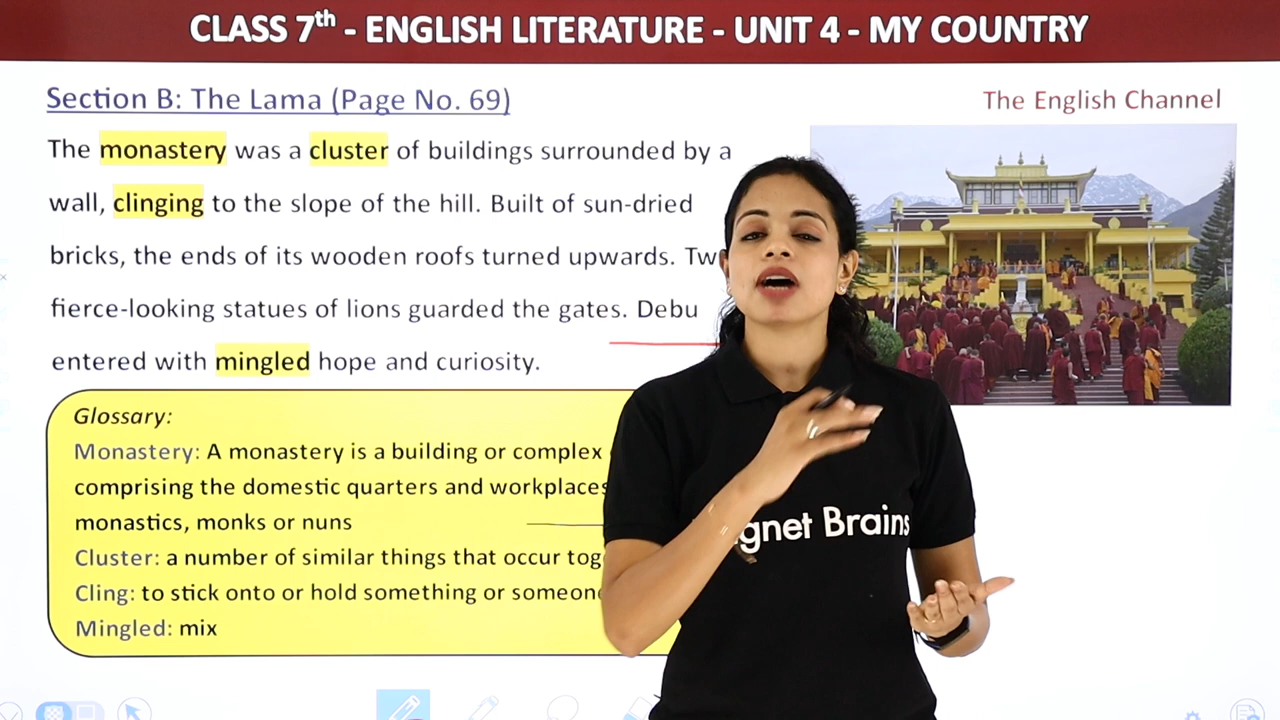 CLASS 7th - ENGLISH LITERATURE - UNIT 4 - MY COUNTRY
Section B: The Lama (Page No. 69)
The English Channel
The monastery was a cluster of buildings surrounded by a
wall, clinging to the slope of the hill. Built of sun-dried
bricks, the ends of its wooden roofs turned upwards.
fierce-looking statues of lions guarded the gates. Debu
entered with mingled hope and curiosity.
Glossary:
Monastery: A monastery is a building or complex
comprising the domestic quarters and workplaces
monastics, monks or nuns
Cluster: a number of similar things that occur
Cling: to stick onto or hold something or someone
Mingled: mix
Brains